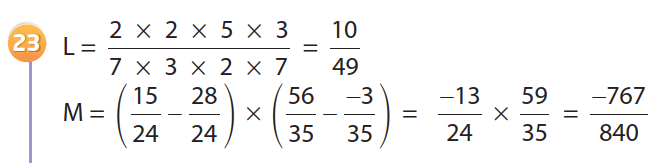 23 L = (2 × 2 × 5 × 3)/(7 × 3 × 2 × 7) = 10/49
M = (15/24 − 28/24) × (56/35 − −3/35) = −13/24 × 59/35 = −767/840